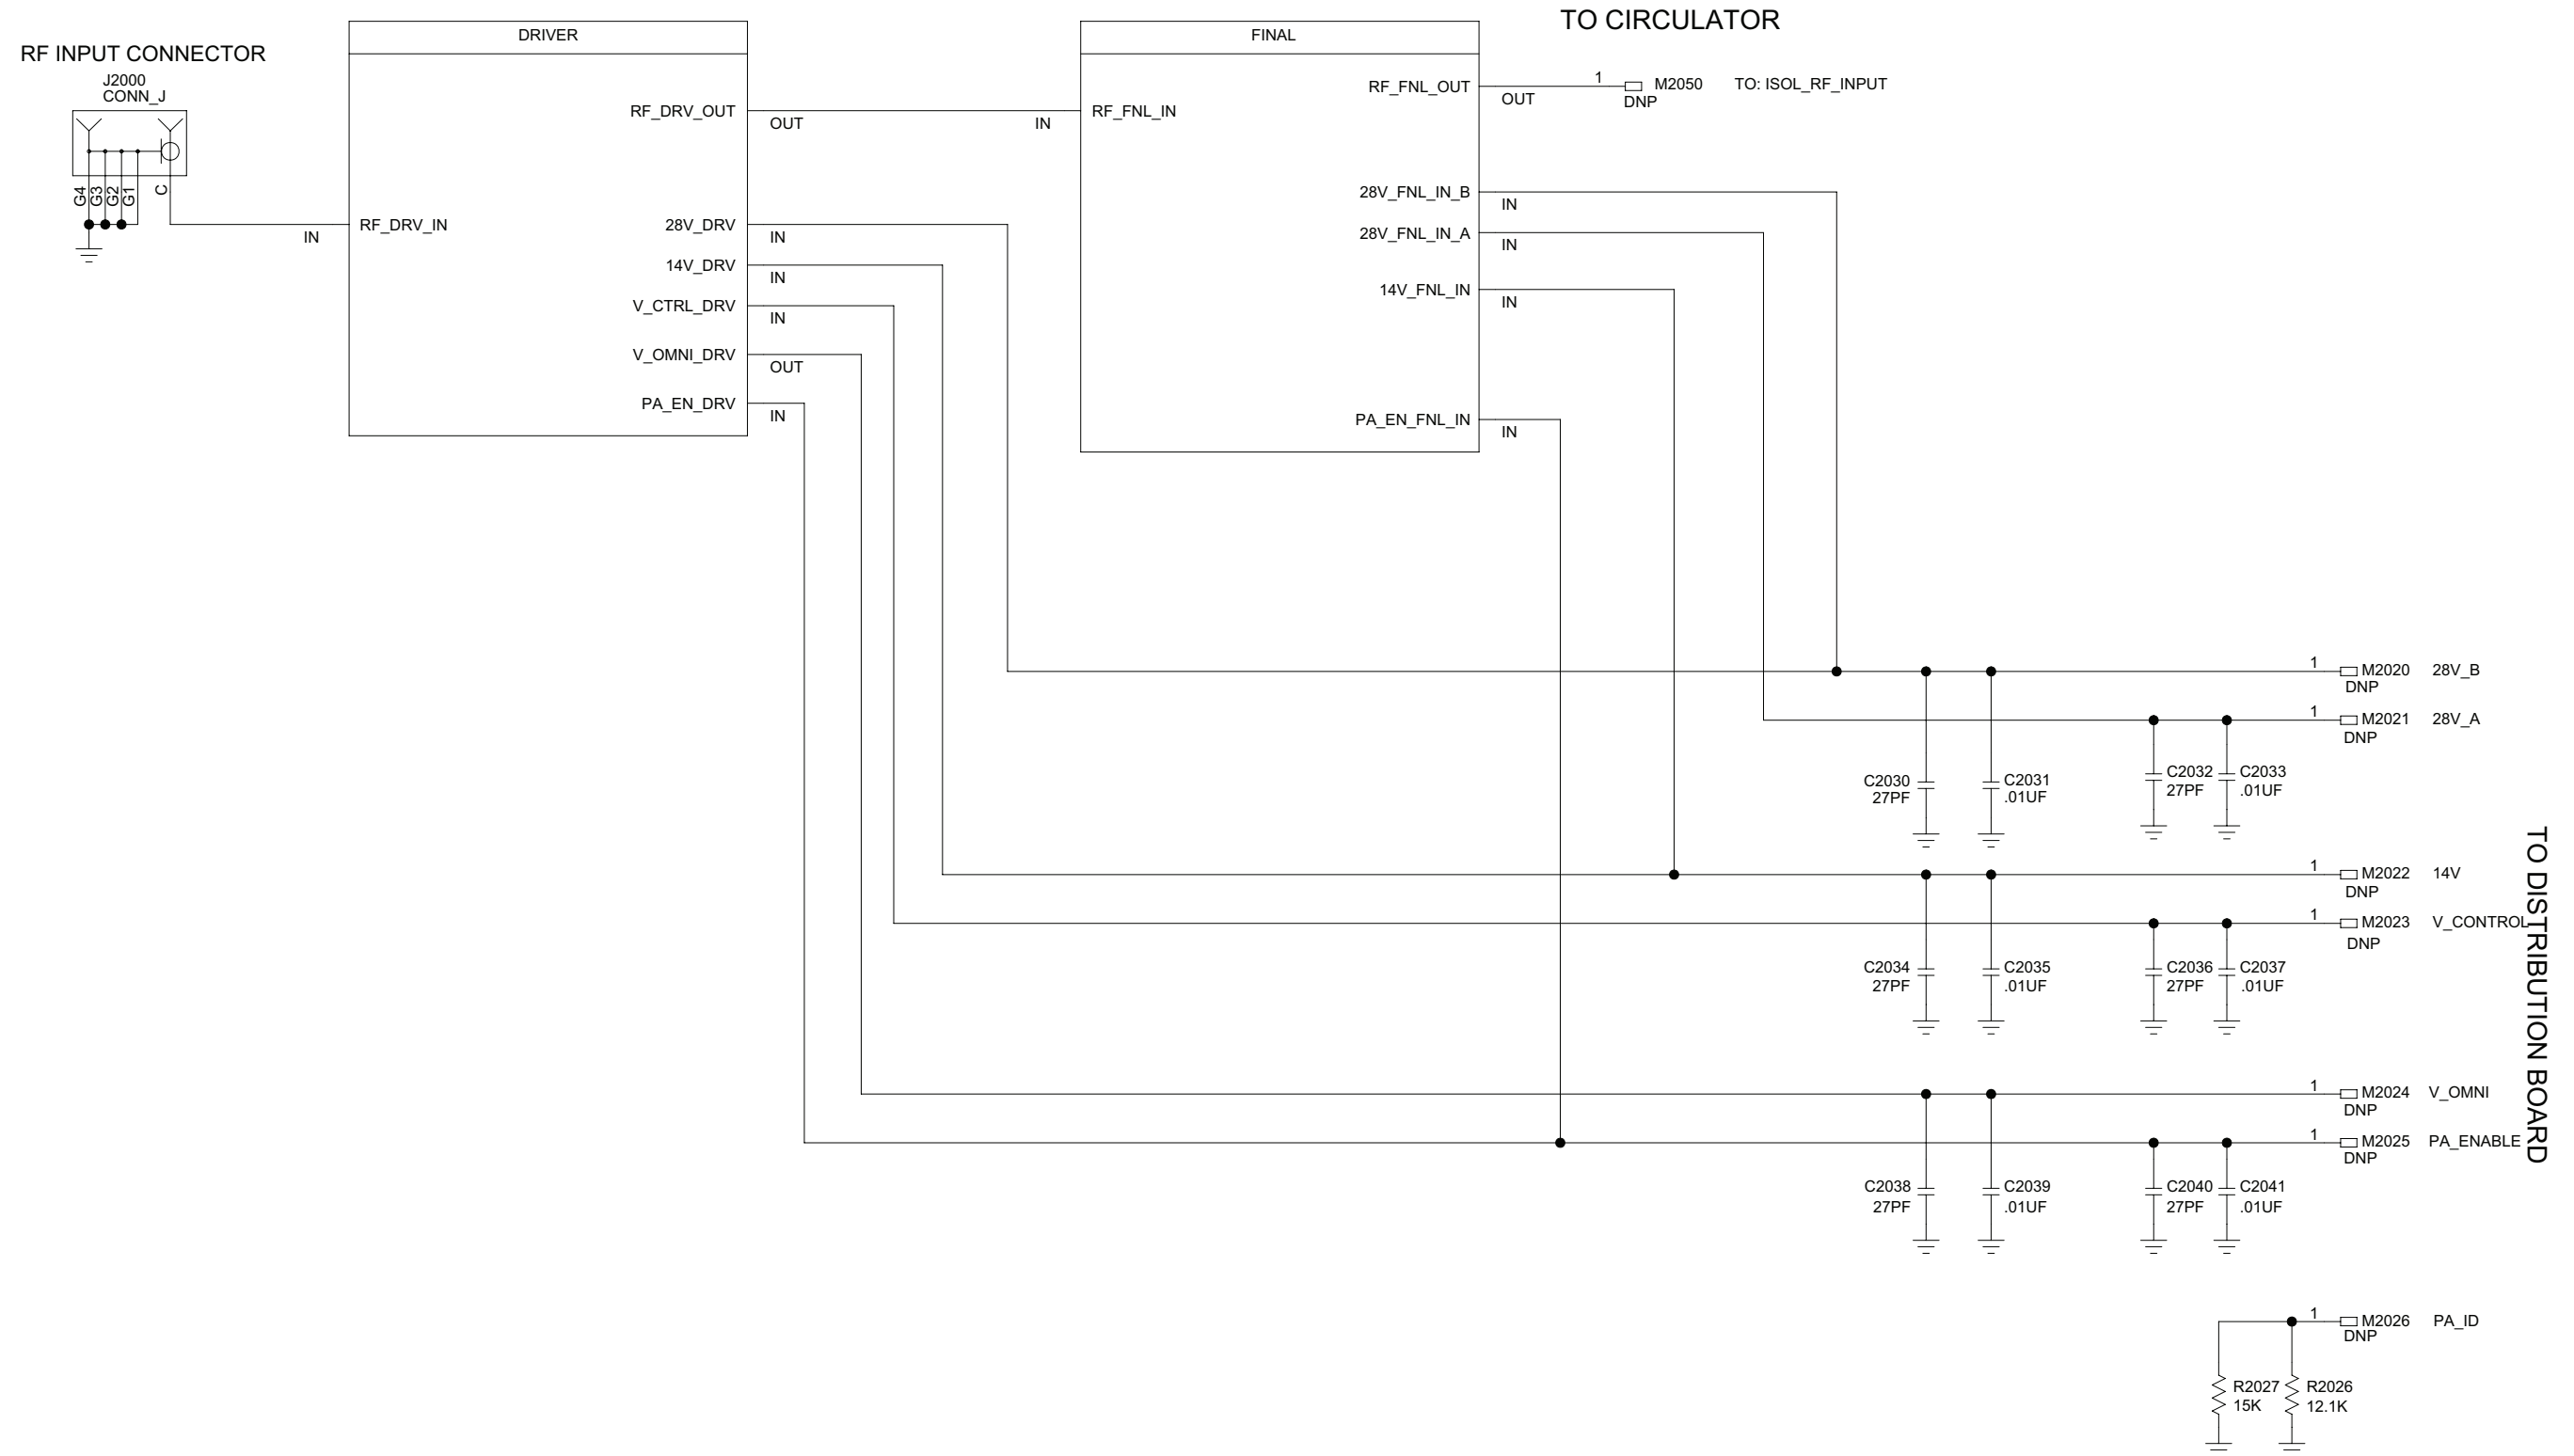 TO CIRCULATOR
RF INPUT CONNECTOR
J2000
CONN_J
G4
G3
G2
G1
C
IN
DRIVER
RF_DRV_IN
RF_DRV_OUT
OUT
28V_DRV
IN
14V_DRV
IN
V_CTRL_DRV
IN
V_OMNI_DRV
OUT
PA_EN_DRV
IN
FINAL
IN
RF_FNL_IN
RF_FNL_OUT
OUT
1
M2050
DNP
TO: ISOL_RF_INPUT
28V_FNL_IN_B
IN
28V_FNL_IN_A
IN
14V_FNL_IN
IN
PA_EN_FNL_IN
IN
1 M2020 28V_B
DNP
1 M2021 28V_A
DNP
C2030
27PF
C2031
.01UF
C2032
27PF
C2033
.01UF
1 M2022 14V
DNP
1 M2023 V_CONTROL
DNP
C2034
27PF
C2035
.01UF
C2036
27PF
C2037
.01UF
1 M2024 V_OMNI
DNP
1 M2025 PA_ENABLE
DNP
C2038
27PF
C2039
.01UF
C2040
27PF
C2041
.01UF
1 M2026 PA_ID
DNP
R2027
15K
R2026
12.1K
TO DISTRIBUTION BOARD